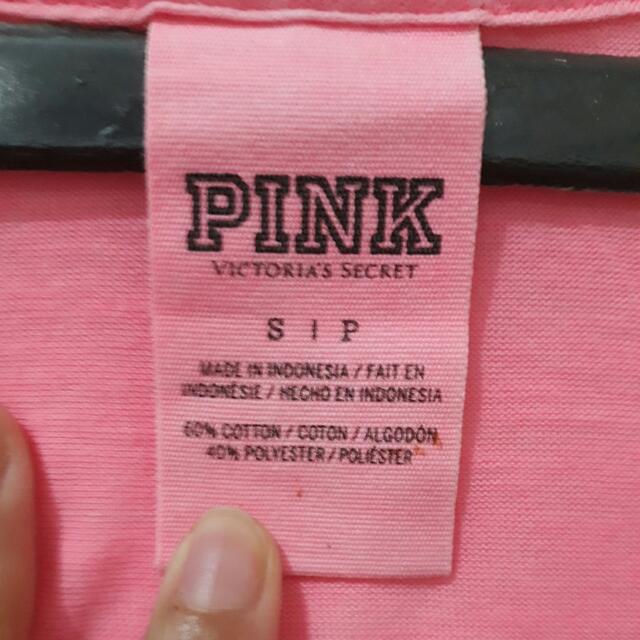 PINK
VICTORIA'S SECRET
S | P
MADE IN INDONESIA / FAIT EN
INDONÉSIE / HECHO EN INDONESIA
60% COTTON / COTON / ALGODÓN
40% POLYESTER / POLIÉSTER